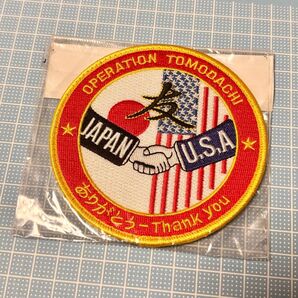 OPERATION TOMODACHI
友
JAPAN
U.S.A
ありがとう-Thank you